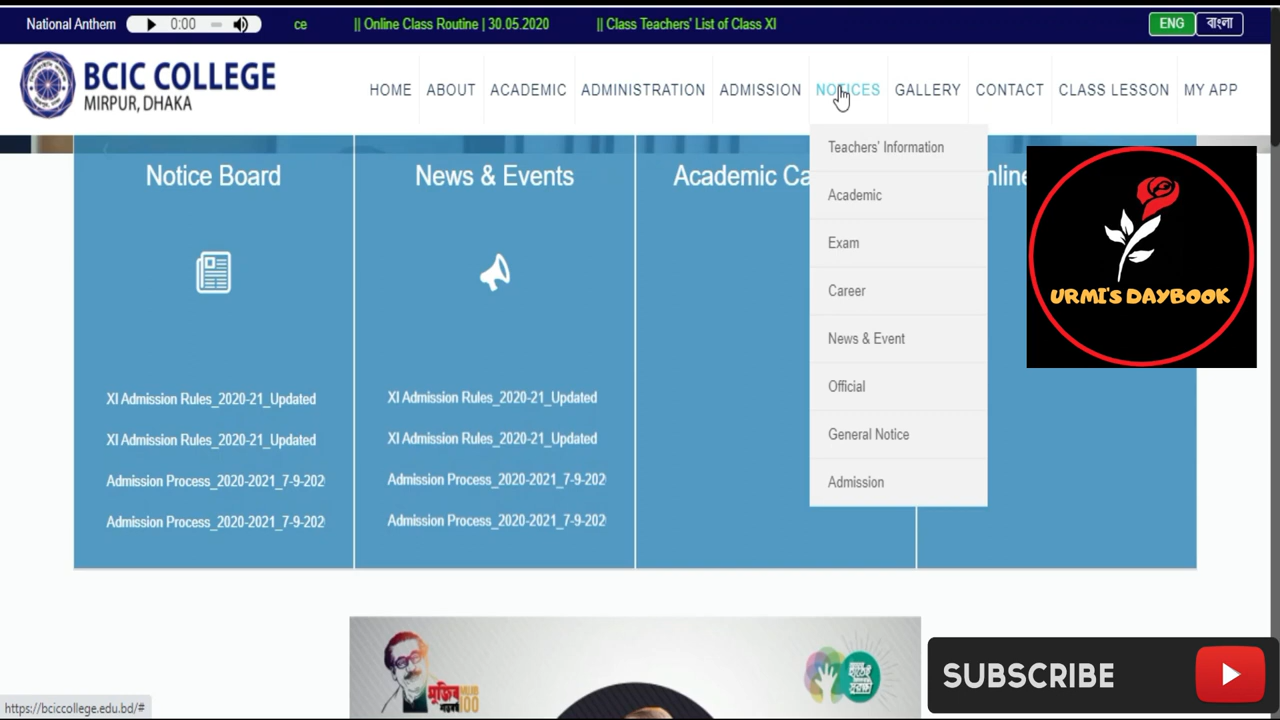 National Anthem 0:00 ce || Online Class Routine | 30.05.2020 || Class Teachers' List of Class XI ENG বাংলা
BCIC COLLEGE
MIRPUR, DHAKA
HOME ABOUT ACADEMIC ADMINISTRATION ADMISSION NOTICES GALLERY CONTACT CLASS LESSON MY APP
Teachers' Information
Academic
Exam
Career
News & Event
Official
General Notice
Admission
Notice Board
XI Admission Rules_2020-21_Updated
XI Admission Rules_2020-21_Updated
Admission Process_2020-2021_7-9-202
Admission Process_2020-2021_7-9-202
News & Events
XI Admission Rules_2020-21_Updated
XI Admission Rules_2020-21_Updated
Admission Process_2020-2021_7-9-202
Admission Process_2020-2021_7-9-202
Academic Ca
nline
URMI'S DAYBOOK
মুজিব
100
SUBSCRIBE
https://bciccollege.edu.bd/#